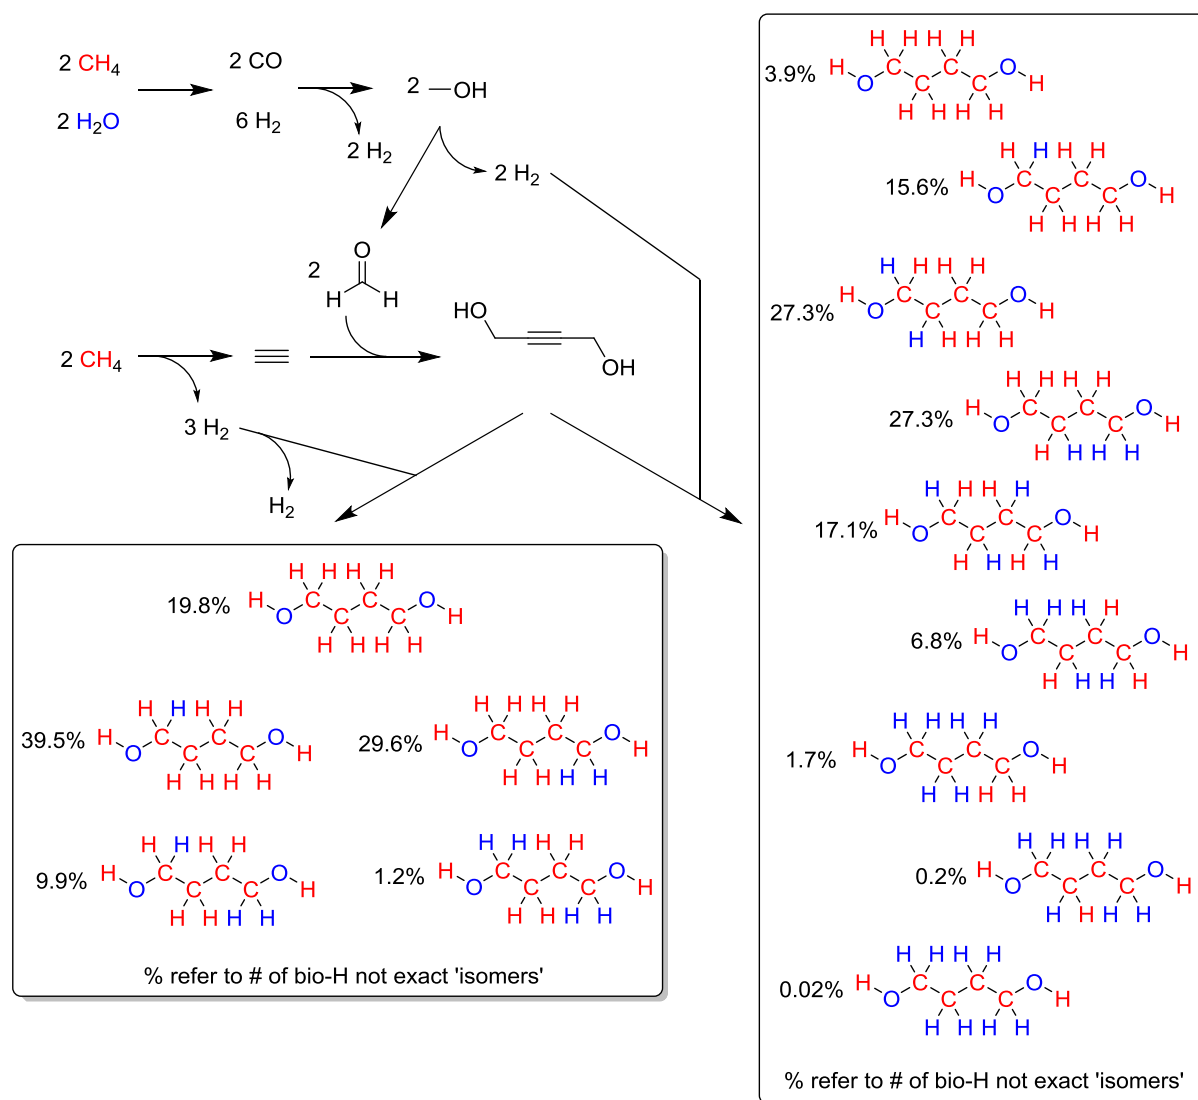 2 CH4
2 H2O
2 CO
6 H2
2 H2
2 —OH
2 H2
2
O
H H
HO
OH
2 CH4
3 H2
H2
19.8%
H H H H
H O C C C C O H
H H H H
39.5%
H H H H
H O C C C C O H
H H H H
29.6%
H H H H
H O C C C C O H
H H H H
9.9%
H H H H
H O C C C C O H
H H H H
1.2%
H H H H
H O C C C C O H
H H H H
% refer to # of bio-H not exact 'isomers'
3.9%
H H H H
H O C C C C O H
H H H H
15.6%
H H H H
H O C C C C O H
H H H H
27.3%
H H H H
H O C C C C O H
H H H H
27.3%
H H H H
H O C C C C O H
H H H H
17.1%
H H H H
H O C C C C O H
H H H H
6.8%
H H H H
H O C C C C O H
H H H H
1.7%
H H H H
H O C C C C O H
H H H H
0.2%
H H H H
H O C C C C O H
H H H H
0.02%
H H H H
H O C C C C O H
H H H H
% refer to # of bio-H not exact 'isomers'